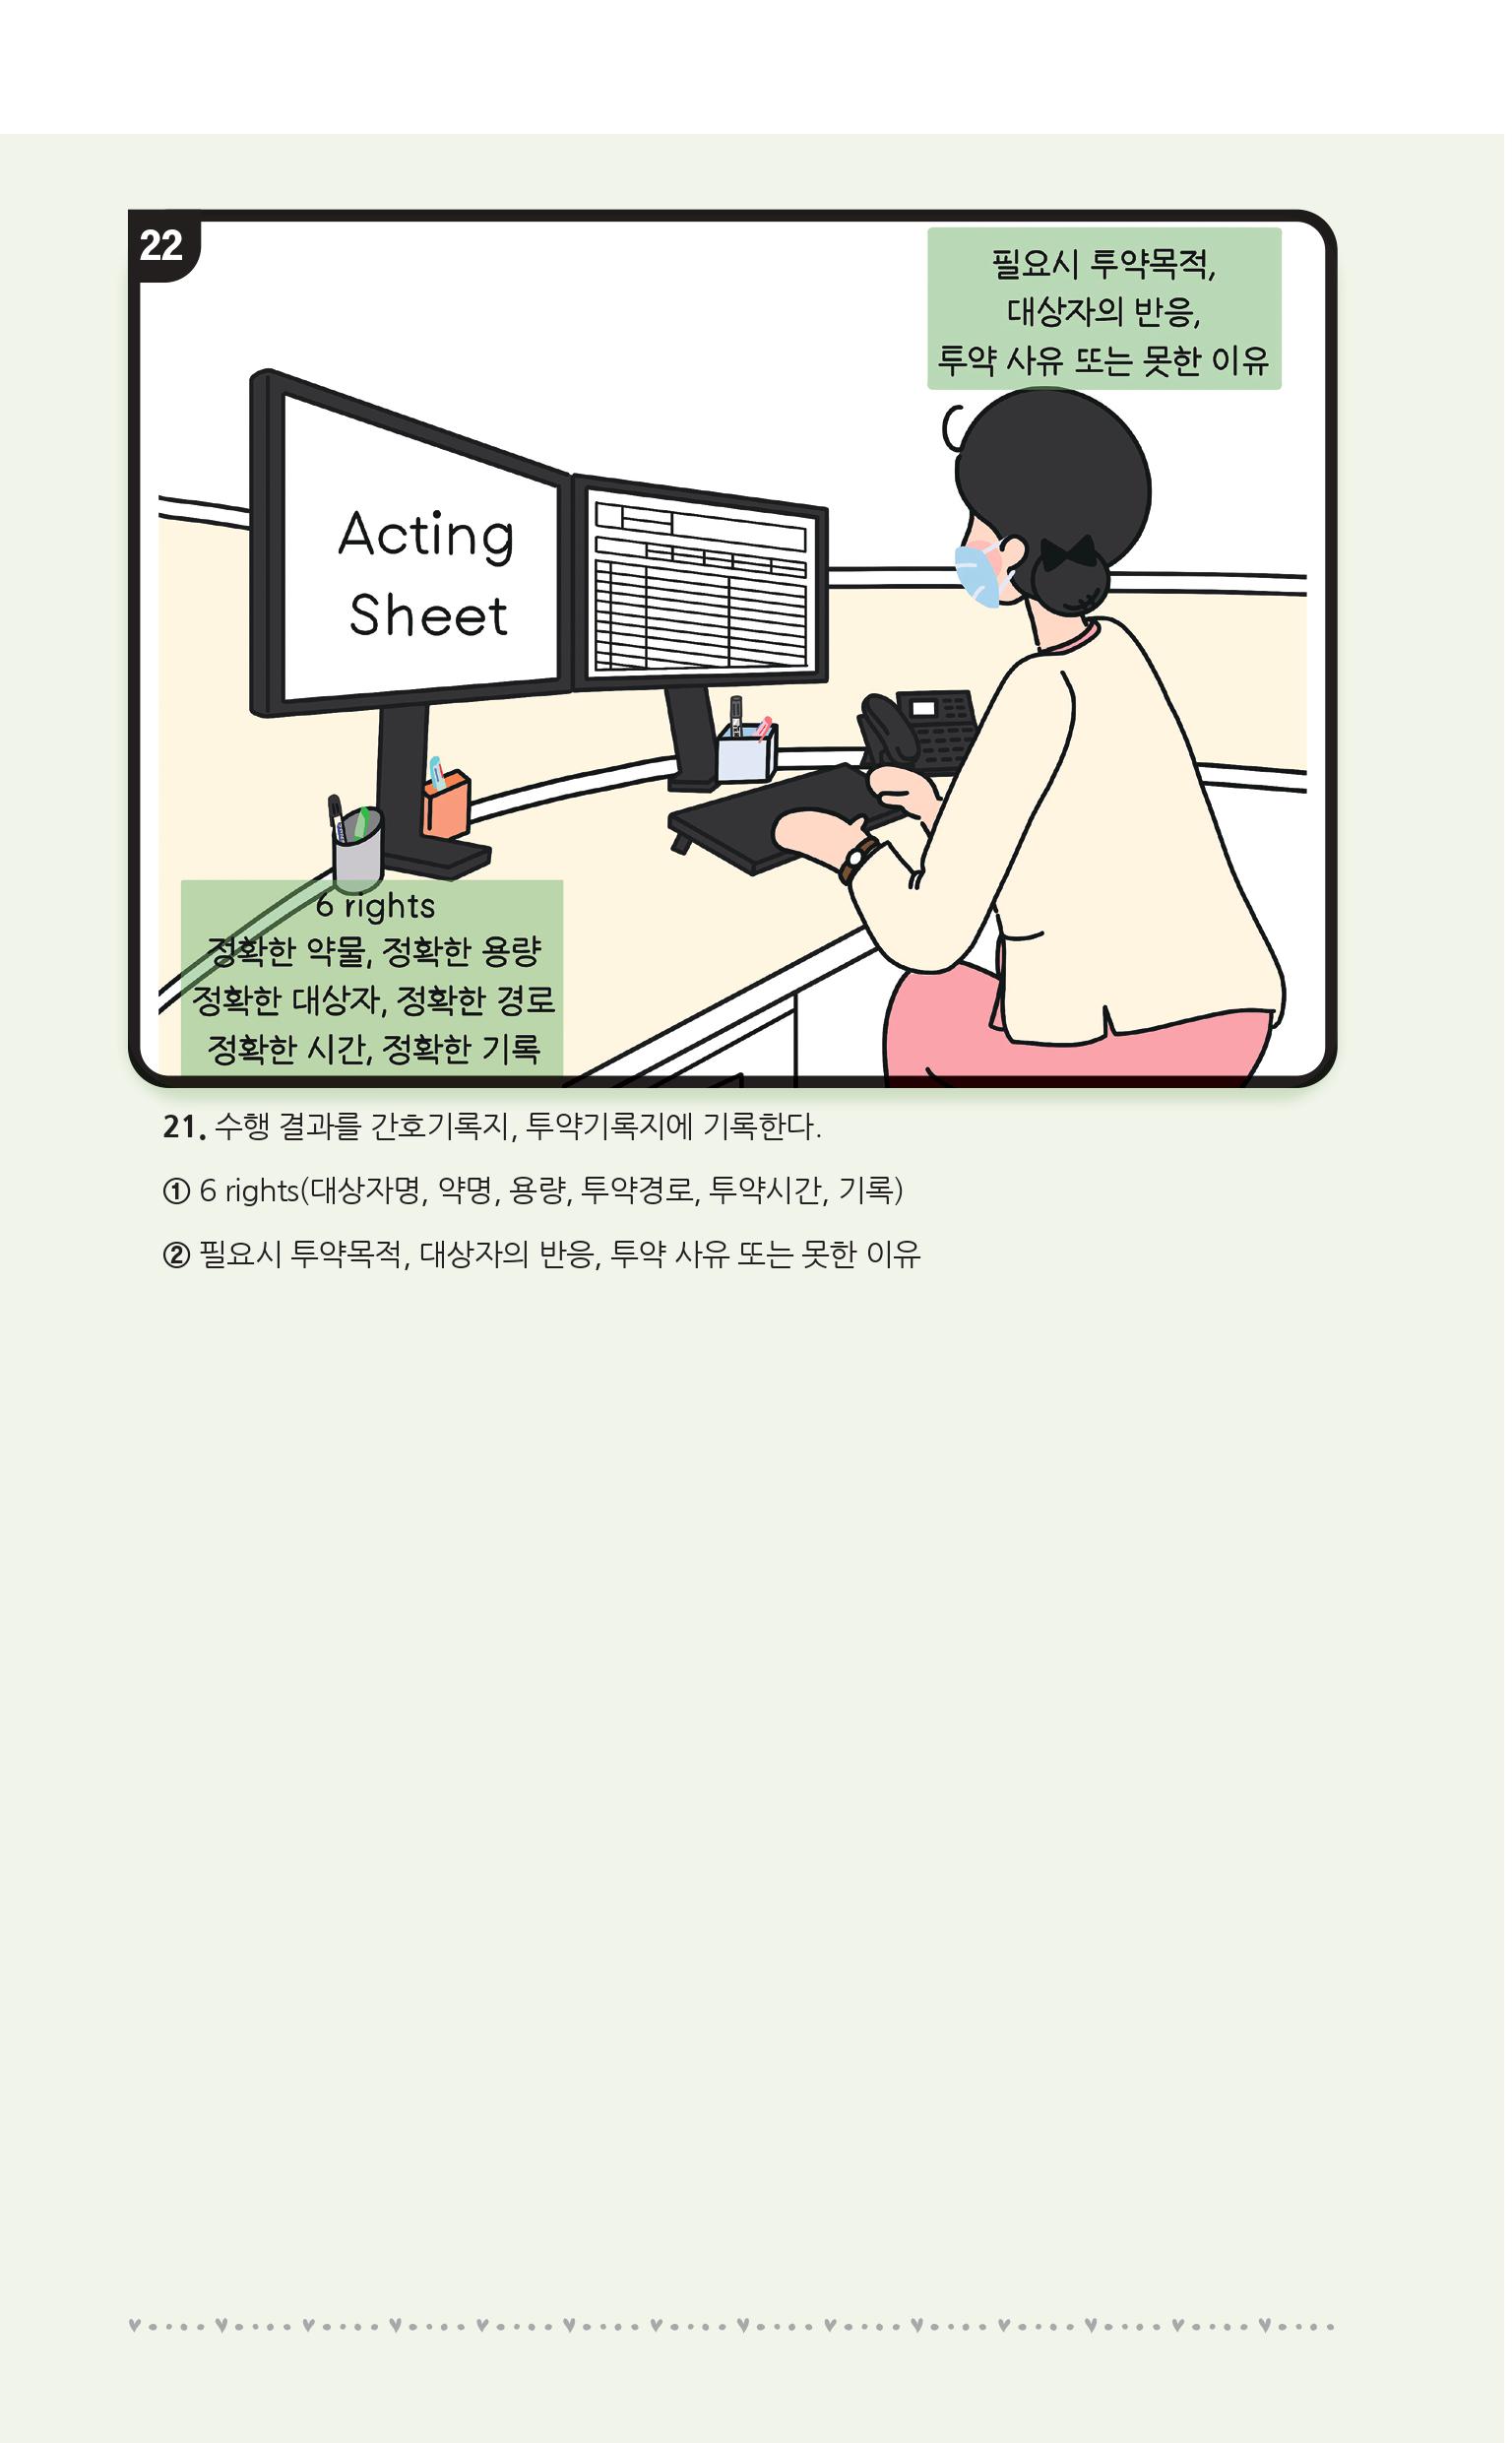 22
필요시 투약목적,
대상자의 반응,
투약 사유 또는 못한 이유
Acting
Sheet
6 rights
정확한 약물, 정확한 용량
정확한 대상자, 정확한 경로
정확한 시간, 정확한 기록
21. 수행 결과를 간호기록지, 투약기록지에 기록한다.
① 6 rights(대상자명, 약명, 용량, 투약경로, 투약시간, 기록)
② 필요시 투약목적, 대상자의 반응, 투약 사유 또는 못한 이유